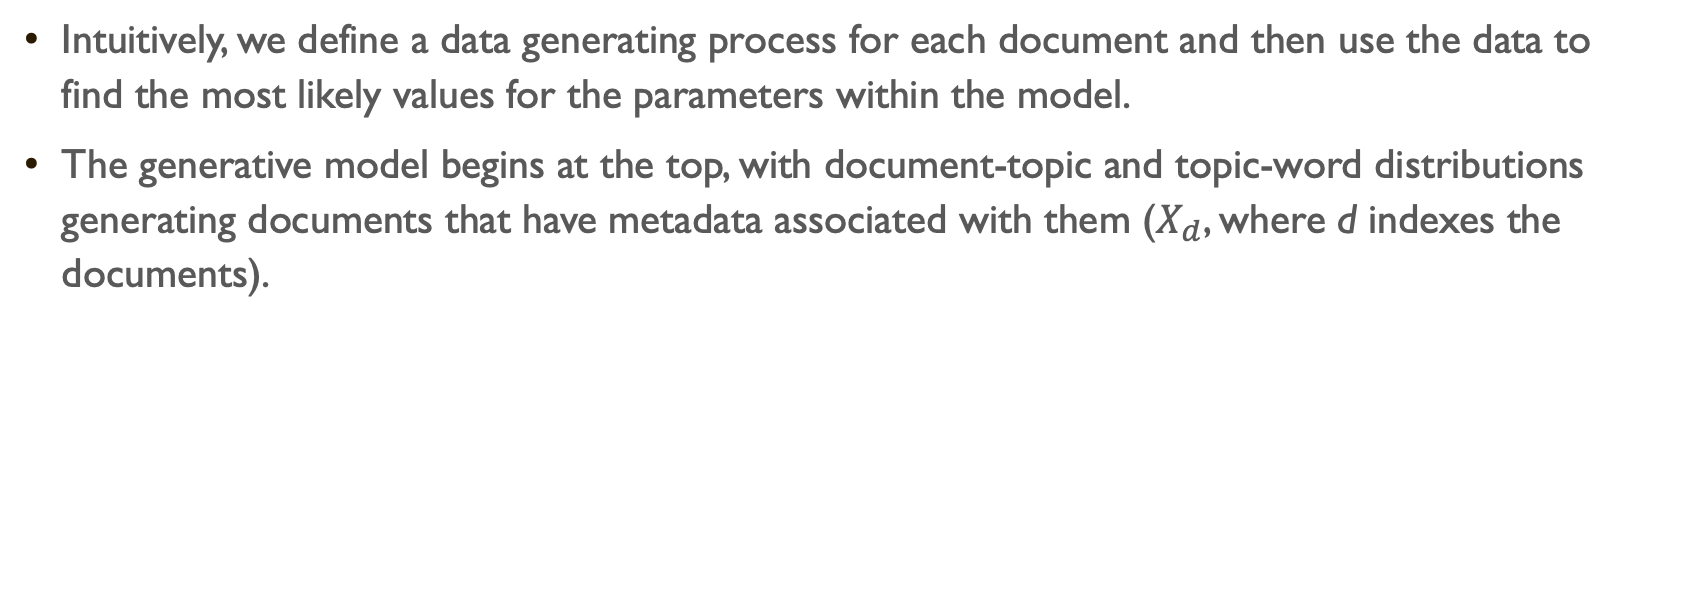 • Intuitively, we define a data generating process for each document and then use the data to
find the most likely values for the parameters within the model.
• The generative model begins at the top, with document-topic and topic-word distributions
generating documents that have metadata associated with them (X_d, where d indexes the
documents).